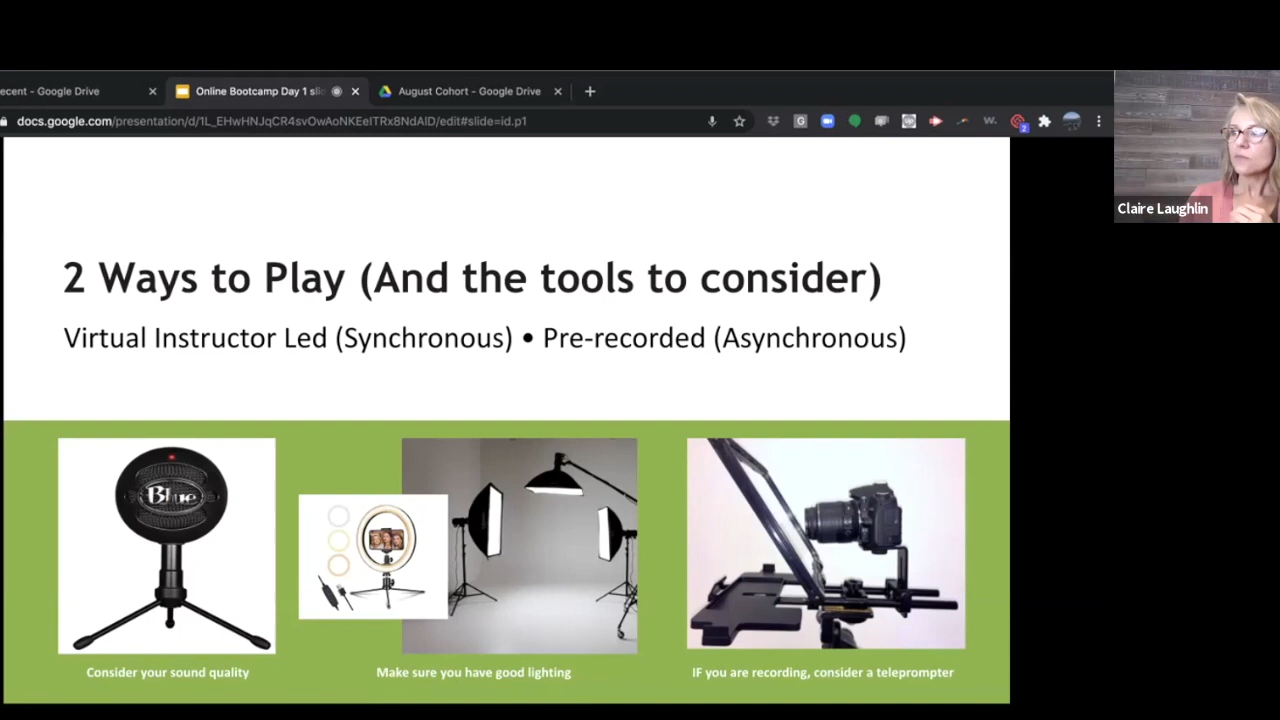 ecent - Google Drive
Online Bootcamp Day 1 sli
August Cohort - Google Drive
docs.google.com/presentation/d/1L_EHwHNJqCR4svOwAoNKEeITRx8NdAlD/edit#slide=id.p1
G
W.
2
Claire Laughlin
2 Ways to Play (And the tools to consider)
Virtual Instructor Led (Synchronous) • Pre-recorded (Asynchronous)
Blue
Consider your sound quality
Make sure you have good lighting
IF you are recording, consider a teleprompter